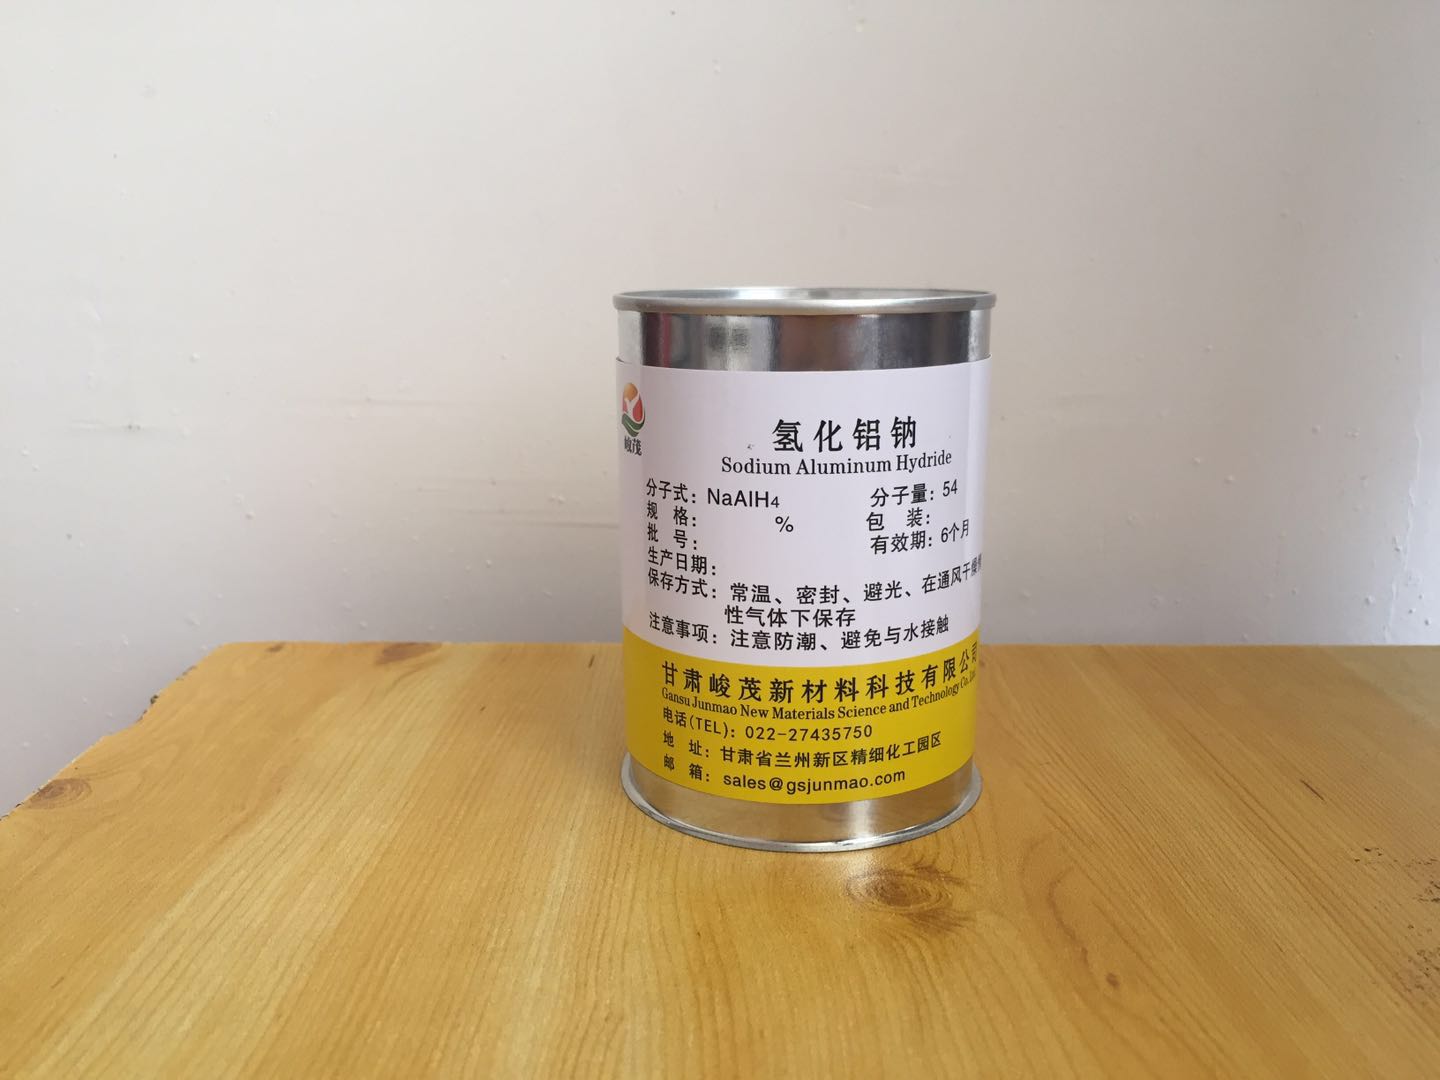 峻茂
氢化铝钠
Sodium Aluminum Hydride
分子式：NaAlH4 分子量：54
规 格： % 包 装：
批 号： 有效期：6个月
生产日期：
保存方式：常温、密封、避光、在通风干燥
性气体下保存
注意事项：注意防潮、避免与水接触
甘肃峻茂新材料科技有限公司
Gansu Junmao New Materials Science and Technology Co.
电话(TEL)：022-27435750
地 址：甘肃省兰州新区精细化工园区
邮 箱：sales@gsjunmao.com